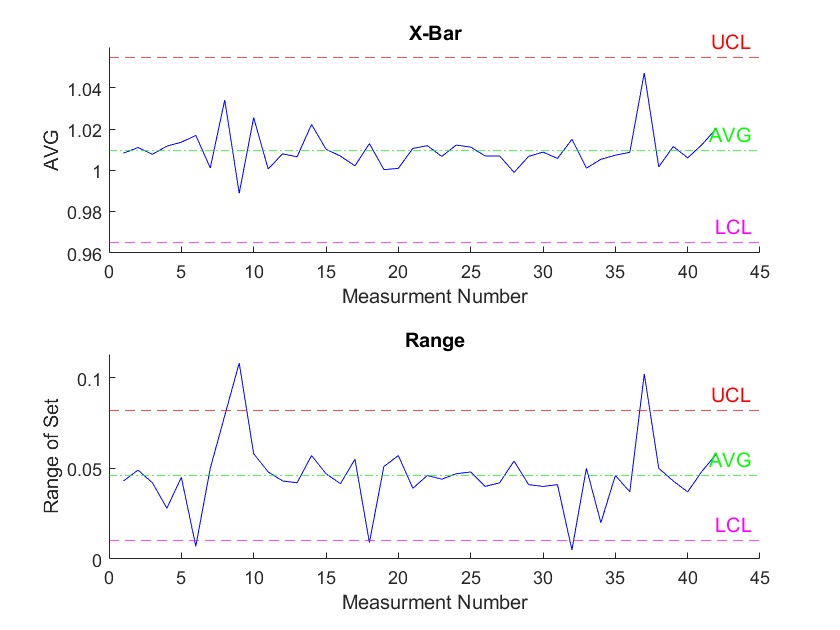 X-Bar
UCL
1.04
1.02
AVG
1
0.98
LCL
0.96
AVG
0 5 10 15 20 25 30 35 40 45
Measurment Number
Range
0.1
UCL
AVG
0.05
LCL
0
Range of Set
0 5 10 15 20 25 30 35 40 45
Measurment Number